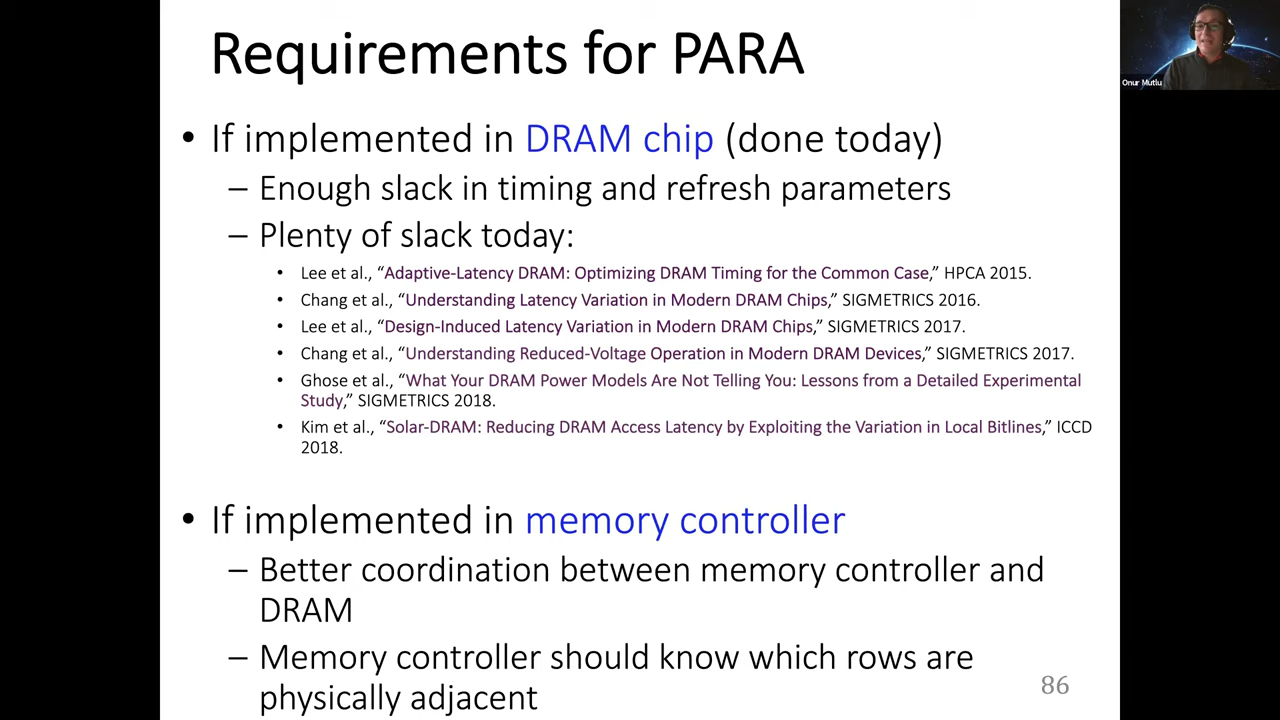 Requirements for PARA
Onur Mutlu
• If implemented in DRAM chip (done today)
– Enough slack in timing and refresh parameters
– Plenty of slack today:
• Lee et al., “Adaptive-Latency DRAM: Optimizing DRAM Timing for the Common Case,” HPCA 2015.
• Chang et al., “Understanding Latency Variation in Modern DRAM Chips,” SIGMETRICS 2016.
• Lee et al., “Design-Induced Latency Variation in Modern DRAM Chips,” SIGMETRICS 2017.
• Chang et al., “Understanding Reduced-Voltage Operation in Modern DRAM Devices,” SIGMETRICS 2017.
• Ghose et al., “What Your DRAM Power Models Are Not Telling You: Lessons from a Detailed Experimental
Study,” SIGMETRICS 2018.
• Kim et al., “Solar-DRAM: Reducing DRAM Access Latency by Exploiting the Variation in Local Bitlines,” ICCD
2018.
• If implemented in memory controller
– Better coordination between memory controller and
DRAM
– Memory controller should know which rows are
physically adjacent
86